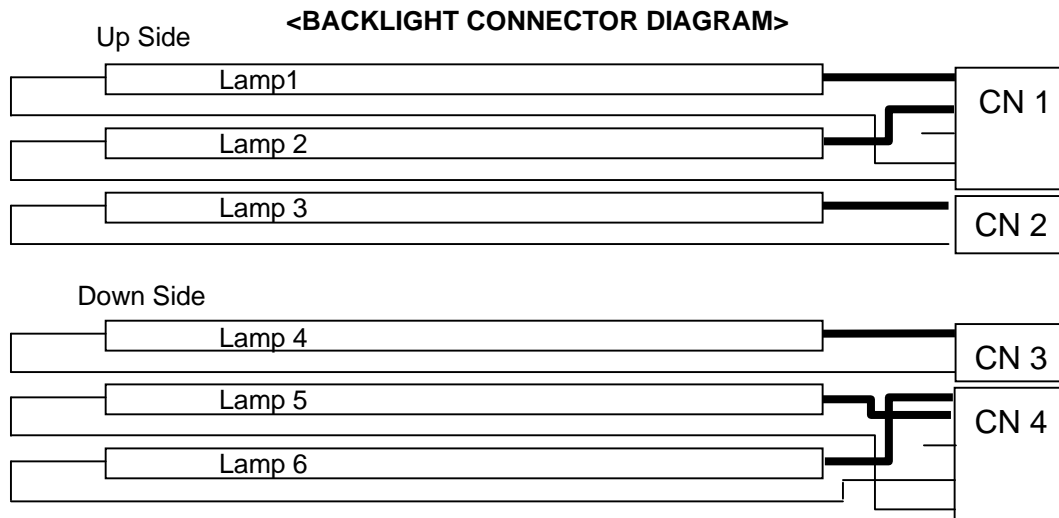 <BACKLIGHT CONNECTOR DIAGRAM>
Up Side
Lamp1
CN 1
Lamp 2
Lamp 3
CN 2
Down Side
Lamp 4
CN 3
Lamp 5
CN 4
Lamp 6